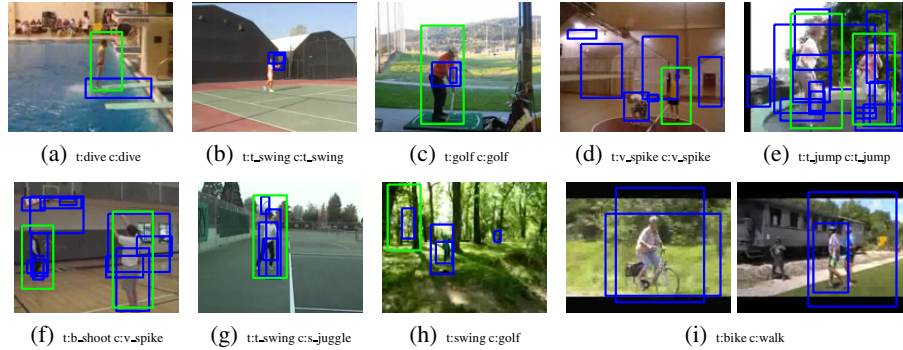 (a) t:dive c:dive
(b) t:t_swing c:t_swing
(c) t:golf c:golf
(d) t:v_spike c:v_spike
(e) t:t_jump c:t_jump
(f) t:b_shoot c:v_spike
(g) t:t_swing c:s_juggle
(h) t:swing c:golf
(i) t:bike c:walk